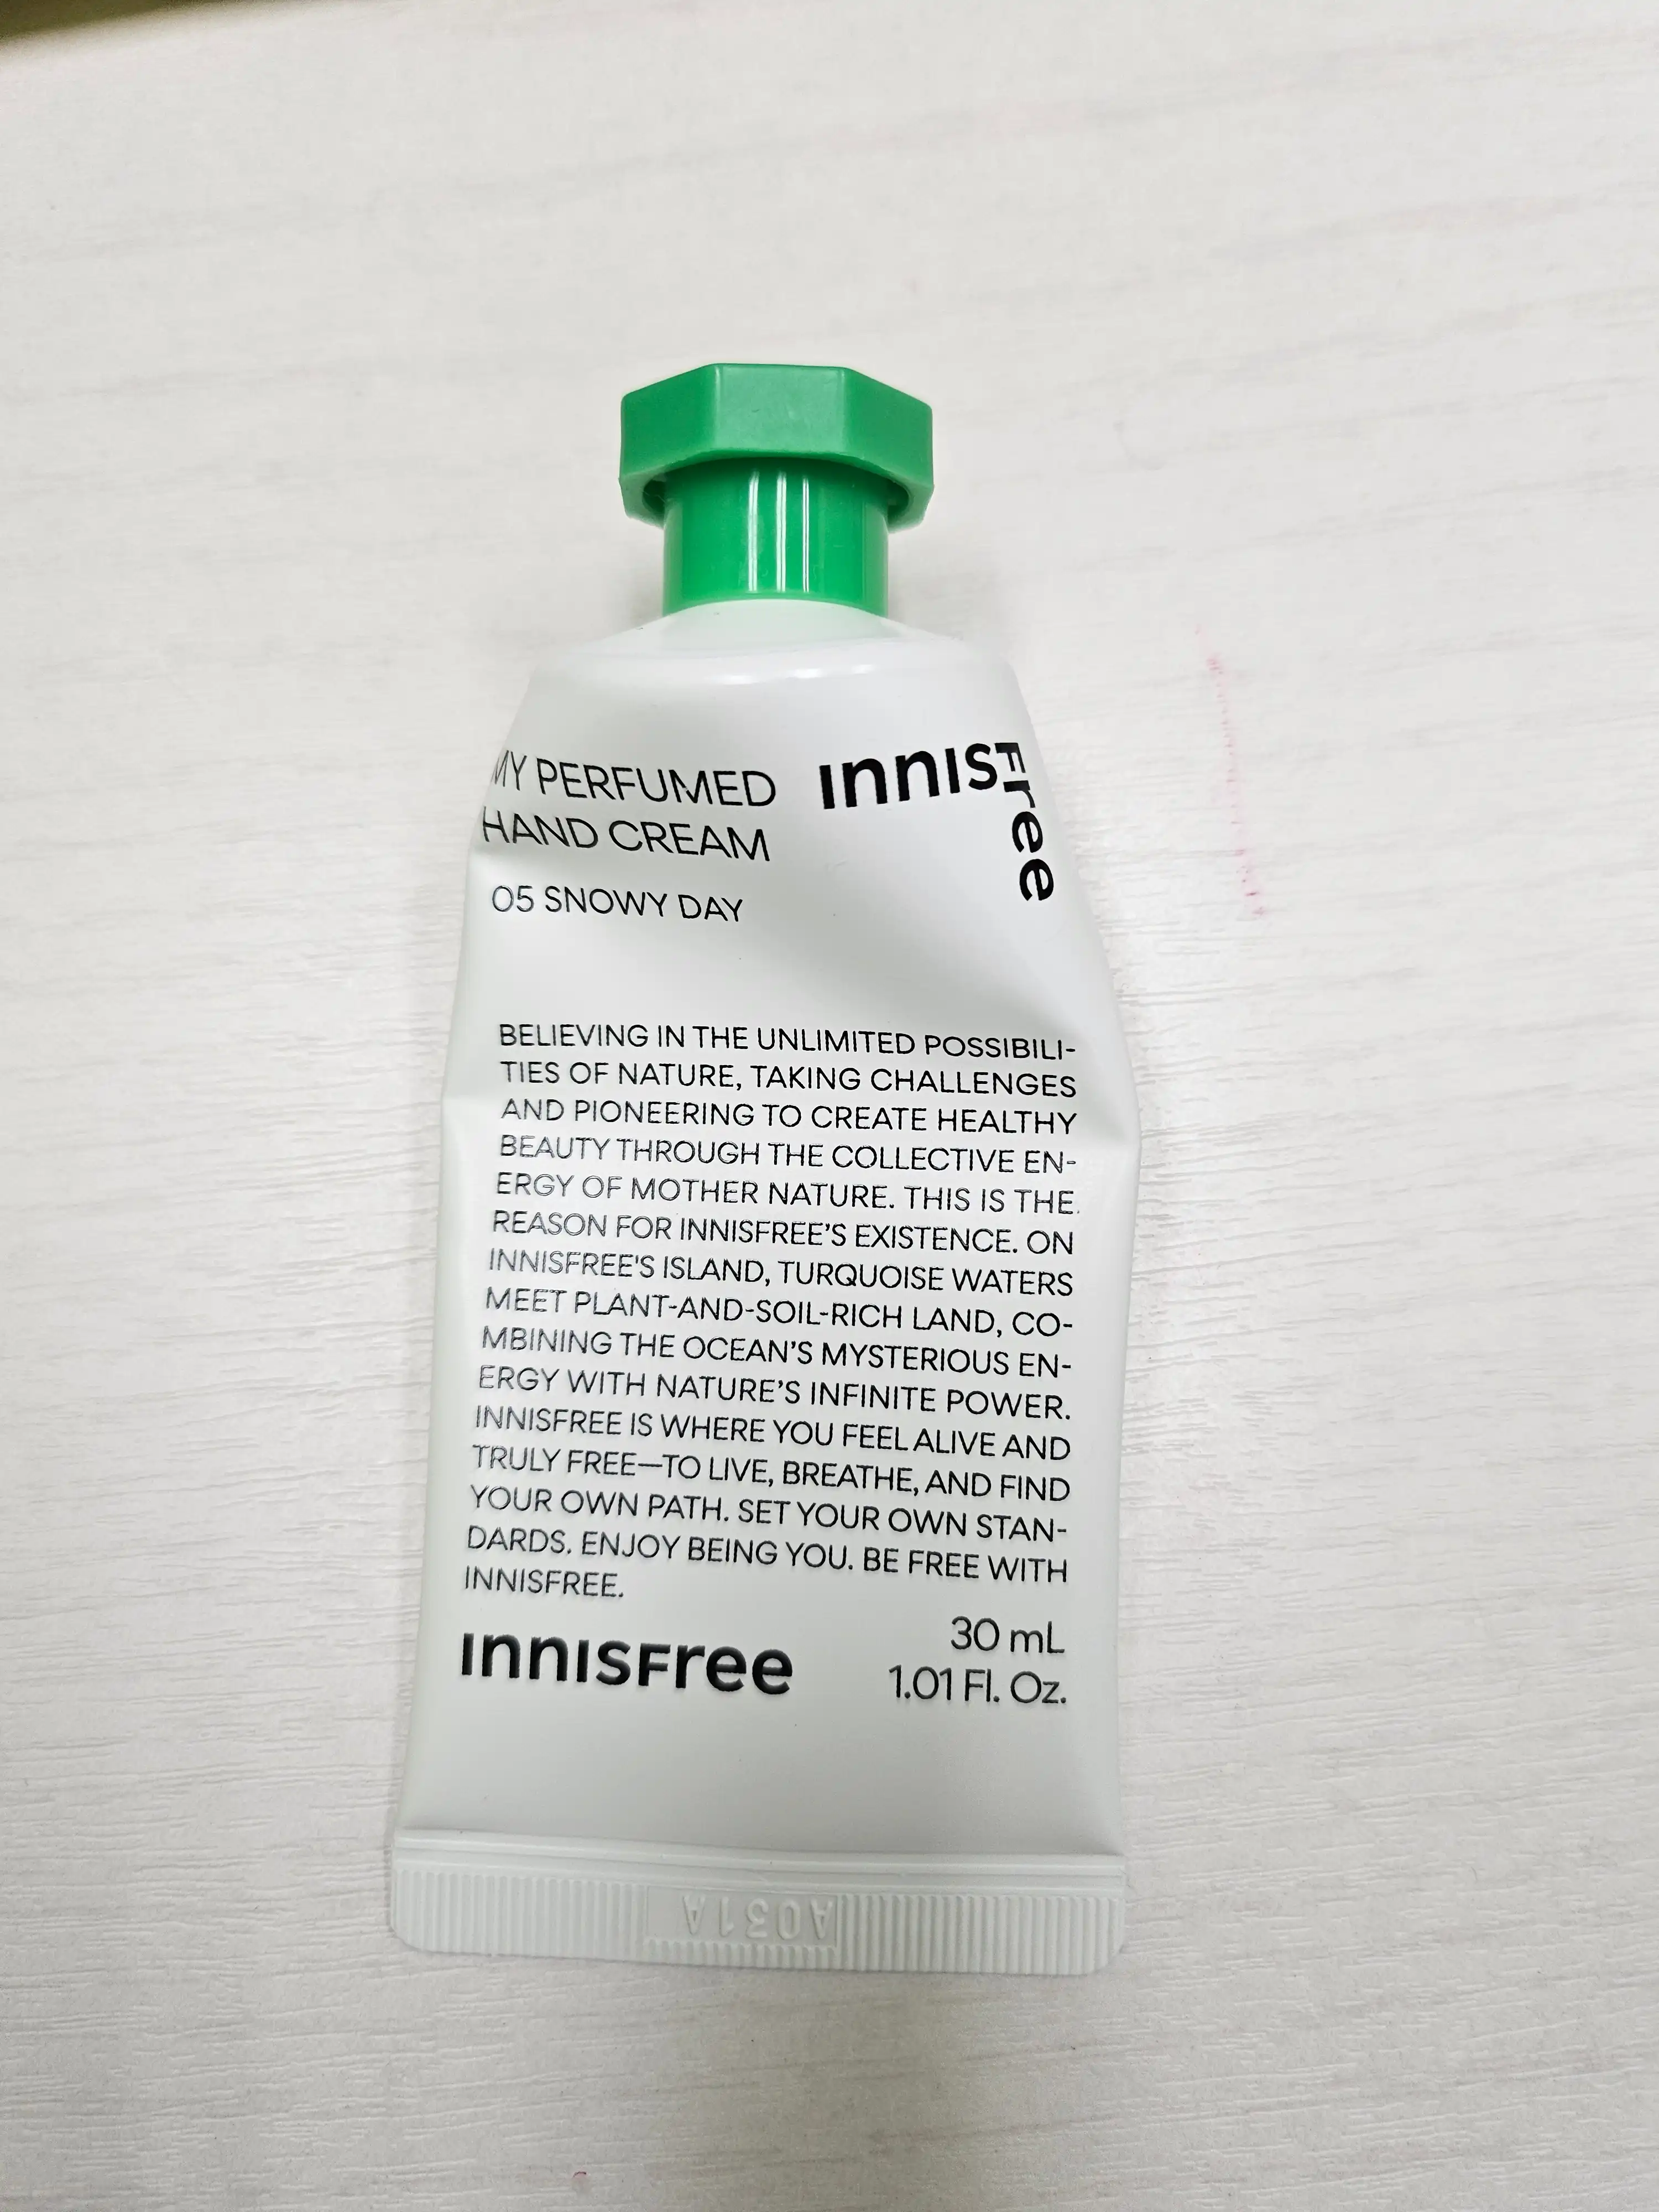 MY PERFUMED
HAND CREAM
05 SNOWY DAY
INNISFree
BELIEVING IN THE UNLIMITED POSSIBILI-
TIES OF NATURE, TAKING CHALLENGES
AND PIONEERING TO CREATE HEALTHY
BEAUTY THROUGH THE COLLECTIVE EN-
ERGY OF MOTHER NATURE. THIS IS THE
REASON FOR INNISFREE'S EXISTENCE. ON
INNISFREE'S ISLAND, TURQUOISE WATERS
MEET PLANT-AND-SOIL-RICH LAND, CO-
MBINING THE OCEAN'S MYSTERIOUS EN-
ERGY WITH NATURE'S INFINITE POWER.
INNISFREE IS WHERE YOU FEEL ALIVE AND
TRULY FREE—TO LIVE, BREATHE, AND FIND
YOUR OWN PATH. SET YOUR OWN STAN-
DARDS. ENJOY BEING YOU. BE FREE WITH
INNISFREE.
INNISFree
30 mL
1.01 Fl. Oz.
A031A